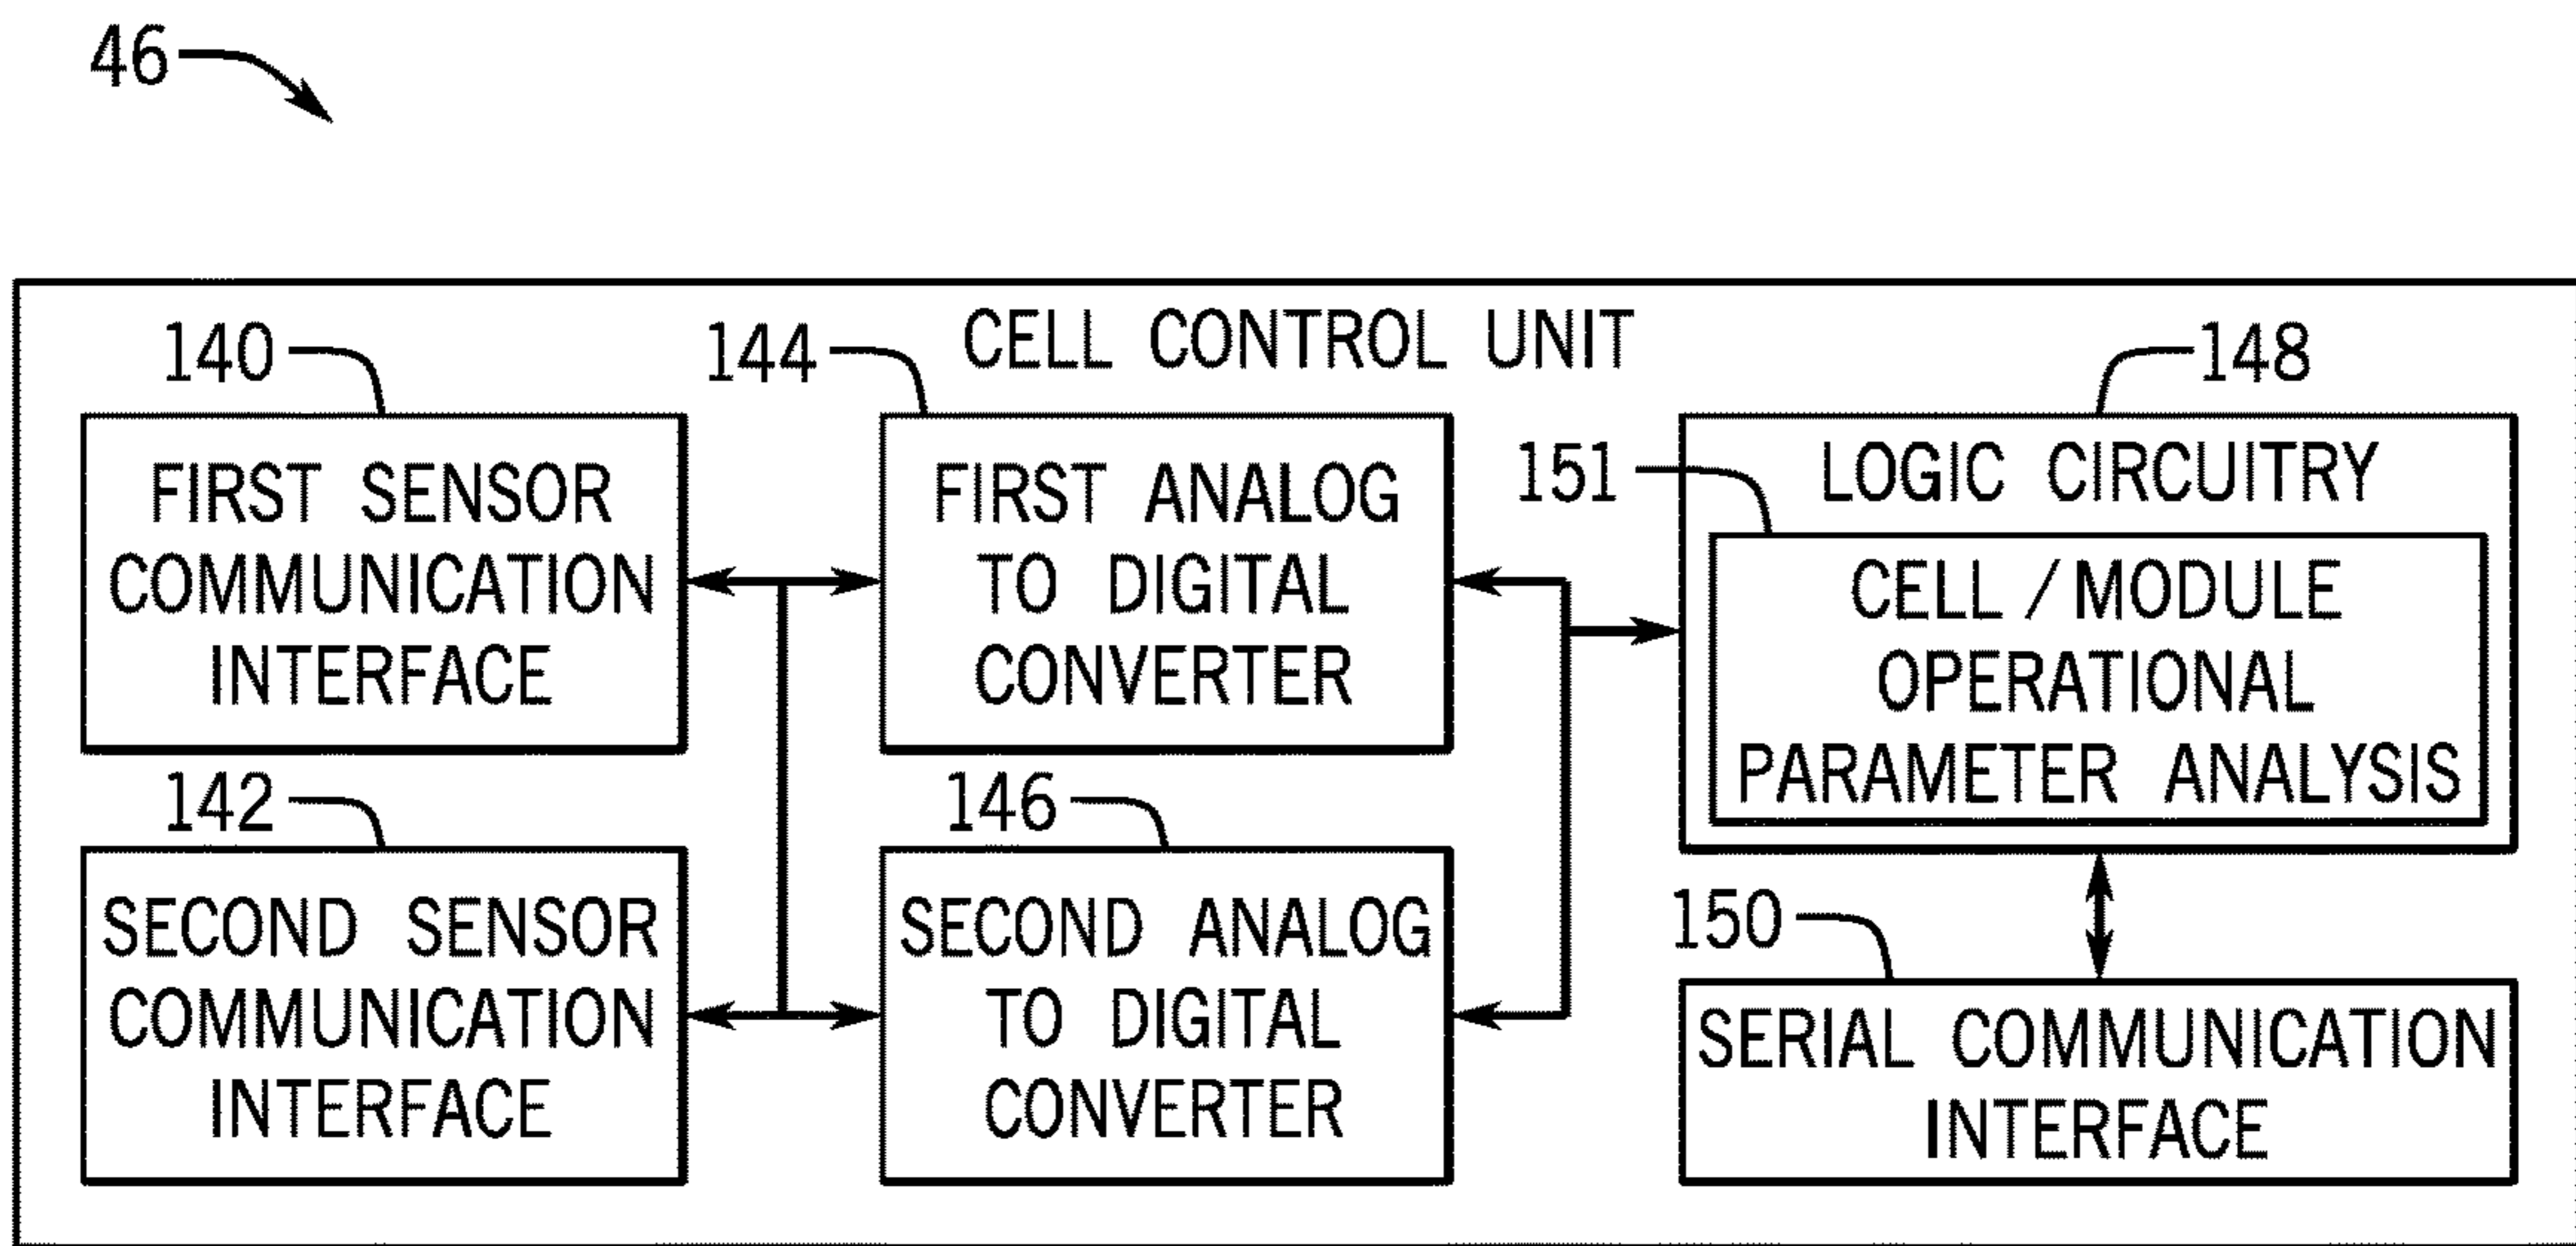 46
CELL CONTROL UNIT
140
FIRST SENSOR
COMMUNICATION
INTERFACE
144
FIRST ANALOG
TO DIGITAL
CONVERTER
148
LOGIC CIRCUITRY
151
CELL / MODULE
OPERATIONAL
PARAMETER ANALYSIS
142
SECOND SENSOR
COMMUNICATION
INTERFACE
146
SECOND ANALOG
TO DIGITAL
CONVERTER
150
SERIAL COMMUNICATION
INTERFACE